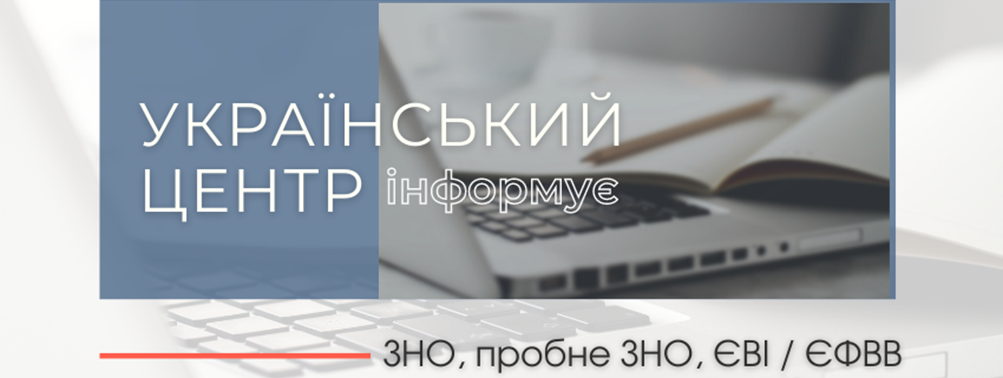 УКРАЇНСЬКИЙ
ЦЕНТР інформує
ЗНО, пробне ЗНО, ЄВІ / ЄФВВ